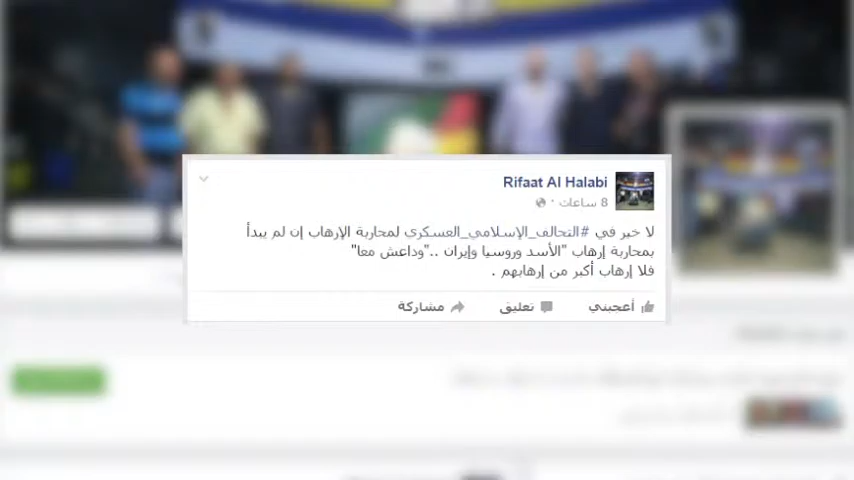 Rifaat Al Halabi
8 ساعات ·
لا خير في #التحالف_الإسلامي_العسكري لمحاربة الإرهاب إن لم يبدأ
بمحاربة إرهاب "الأسد وروسيا وإيران .."وداعش معا"
فلا إرهاب أكبر من إرهابهم .
أعجبني تعليق مشاركة